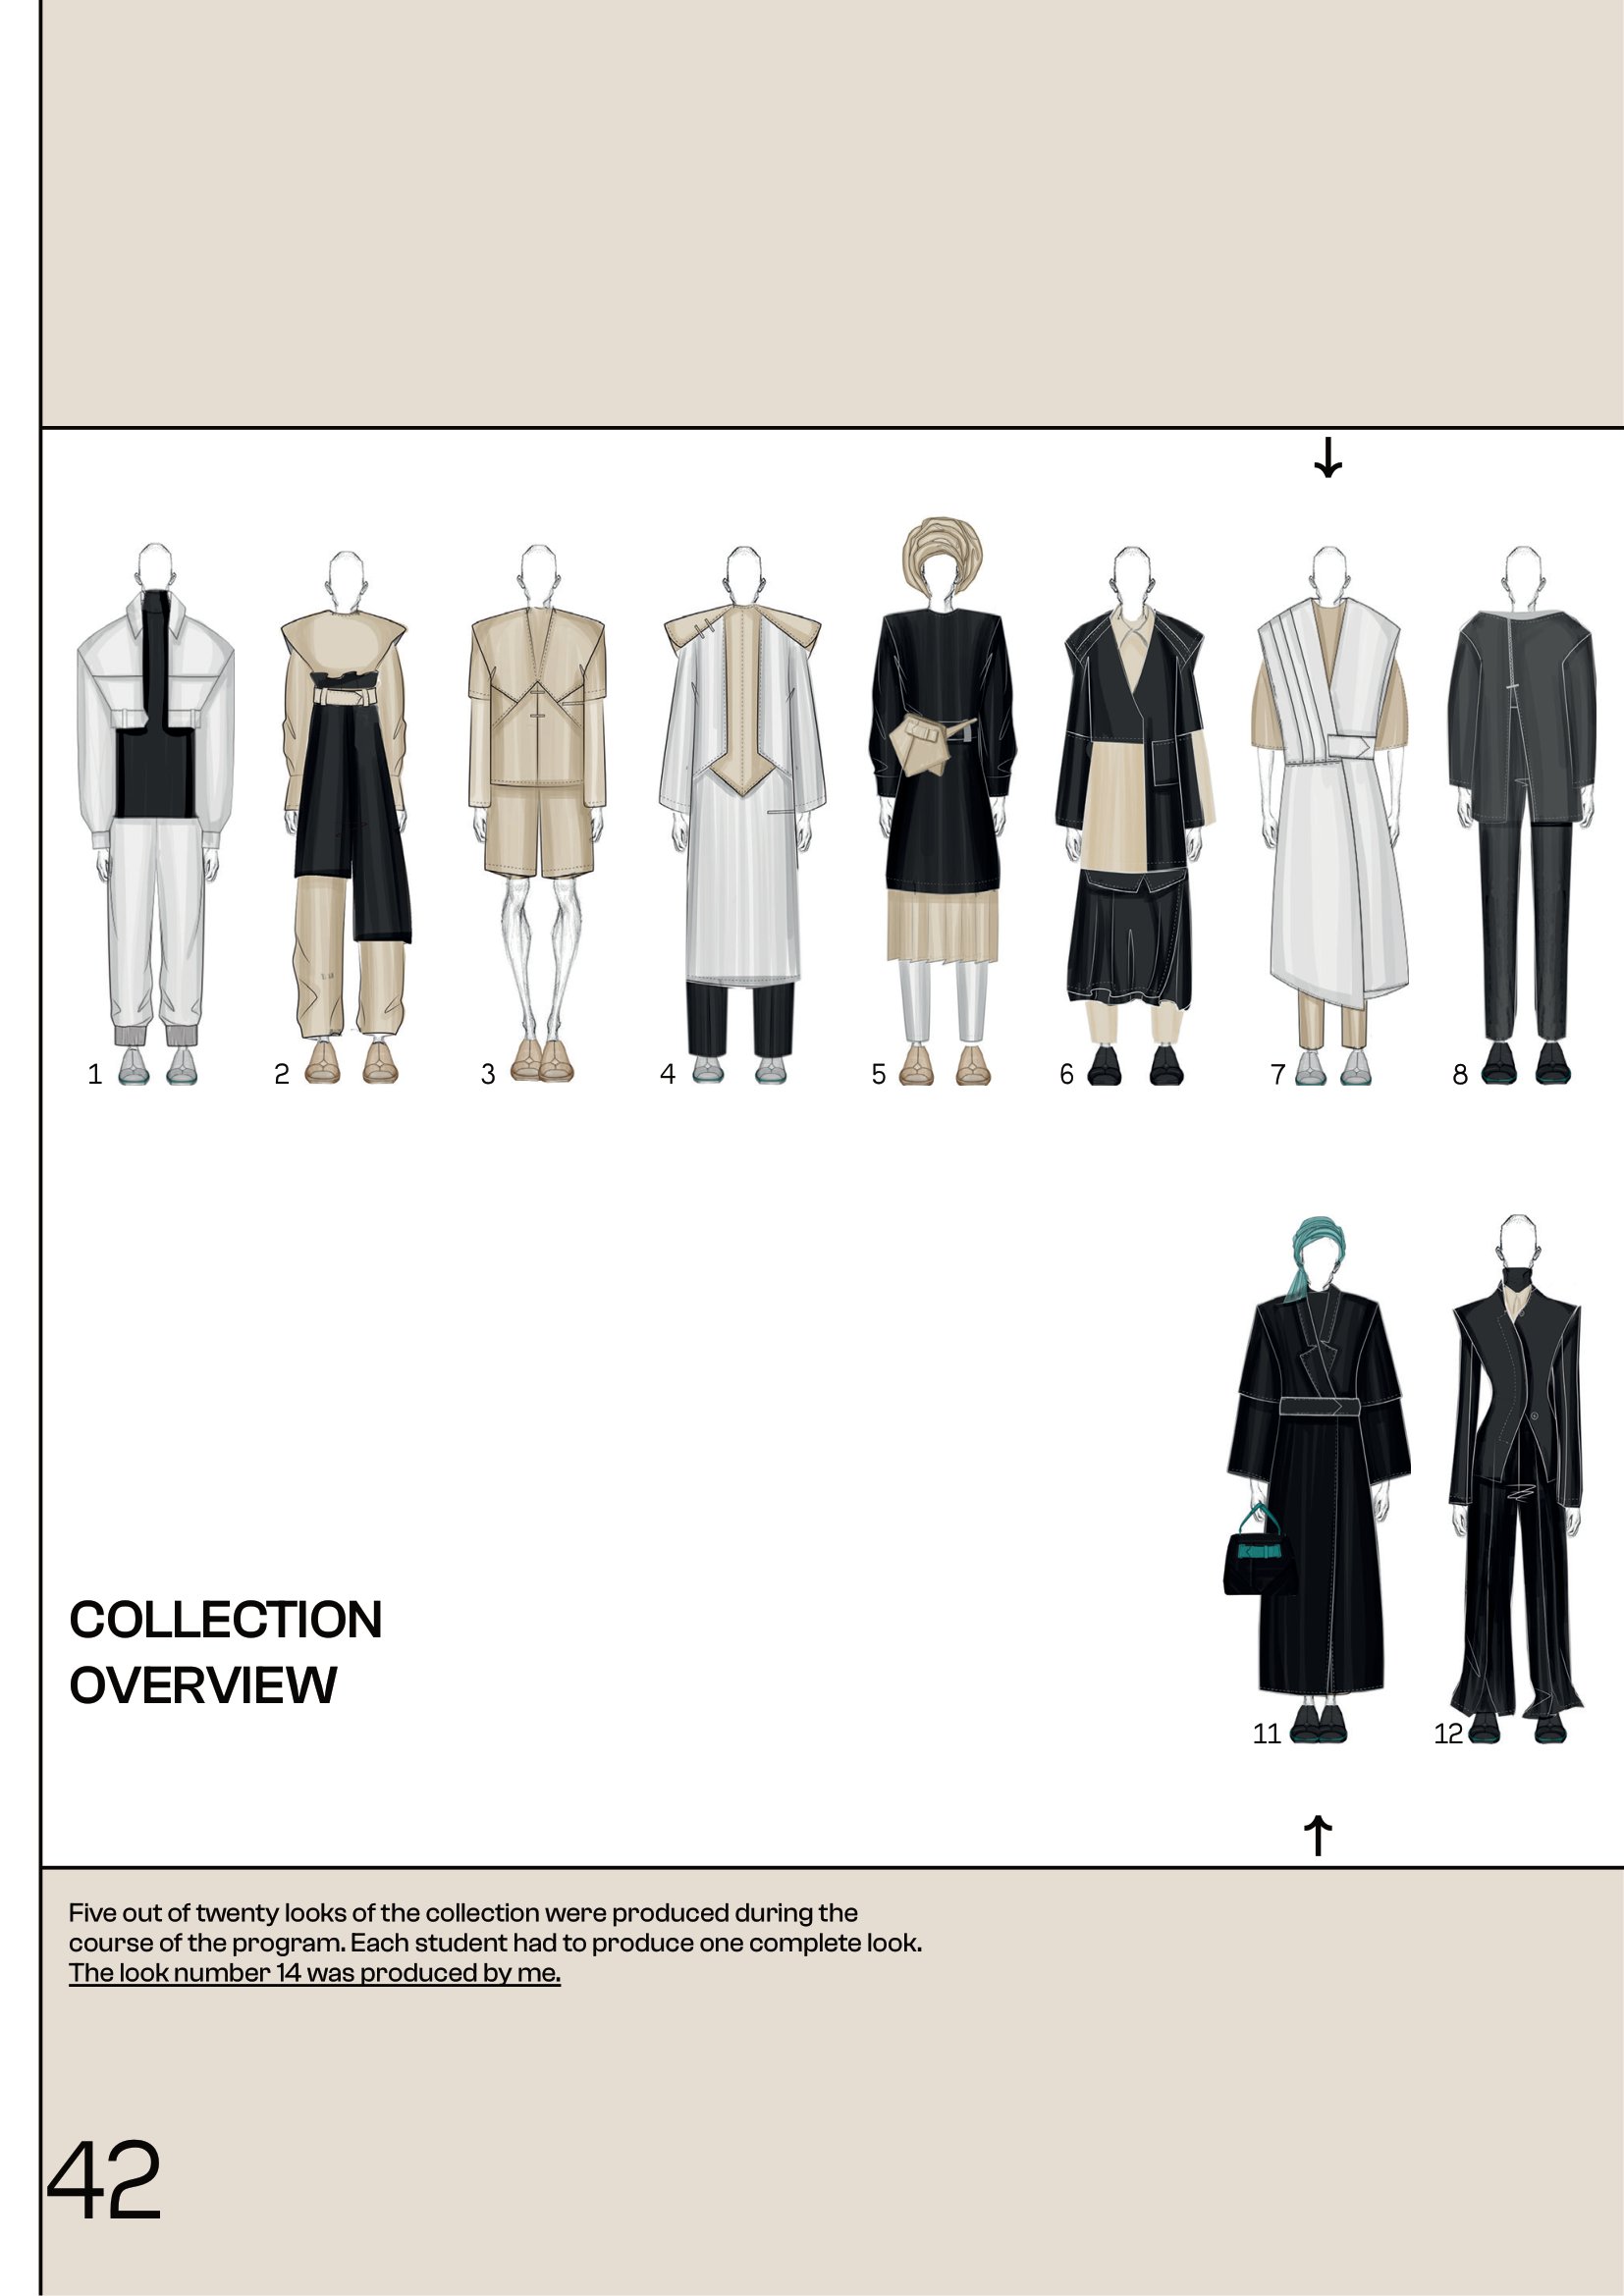 1
2
3
4
5
6
7
8
11
12
COLLECTION
OVERVIEW
Five out of twenty looks of the collection were produced during the
course of the program. Each student had to produce one complete look.
The look number 14 was produced by me.
42